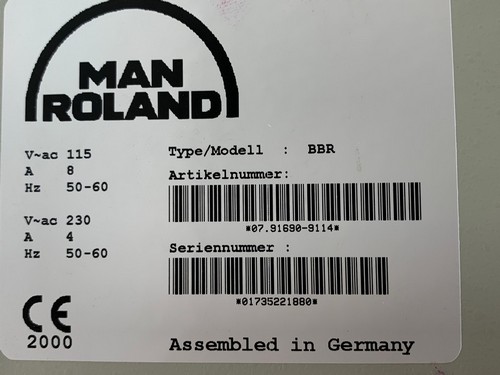 MAN
ROLAND
V~ac 115
A 8
Hz 50-60
V~ac 230
A 4
Hz 50-60
CE
2000
Type/Modell : BBR
Artikelnummer:
*07.91690-9114*
Seriennummer :
*01735221880*
Assembled in Germany